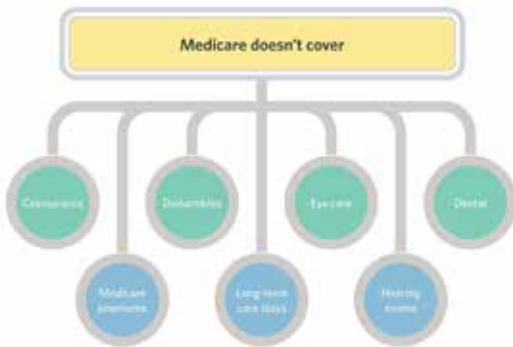 Medicare doesn't cover
Coinsurance
Deductibles
Eye care
Dental
Medicare
premiums
Long-term
care stays
Hearing
exams